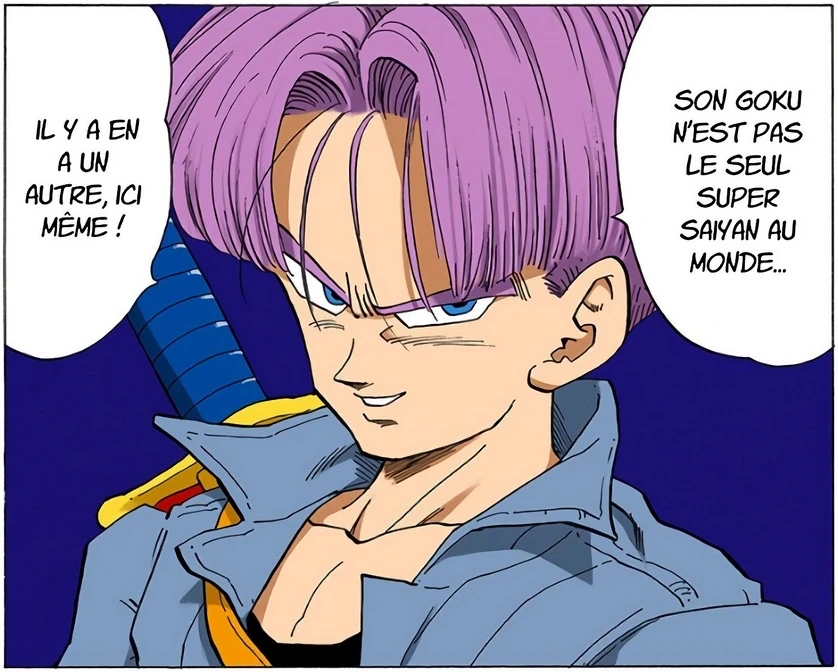 SON GOKU
N'EST PAS
LE SEUL
SUPER
SAIYAN AU
MONDE...
IL Y A EN
A UN
AUTRE, ICI
MÊME !